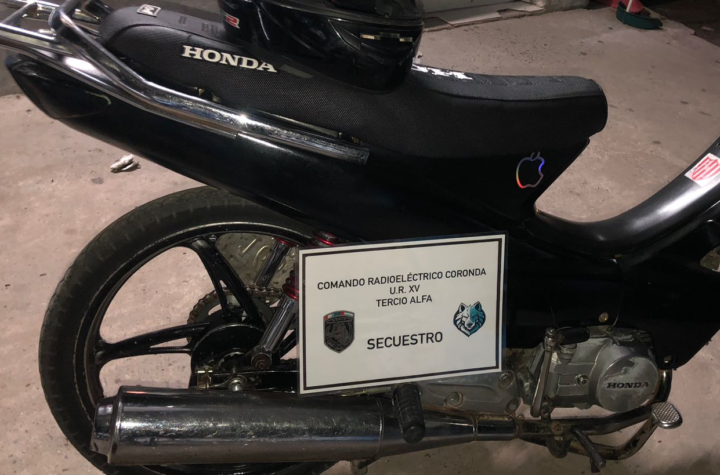 HONDA
COMANDO RADIOELÉCTRICO CORONDA
U.R. XV
TERCIO ALFA
SECUESTRO
HONDA